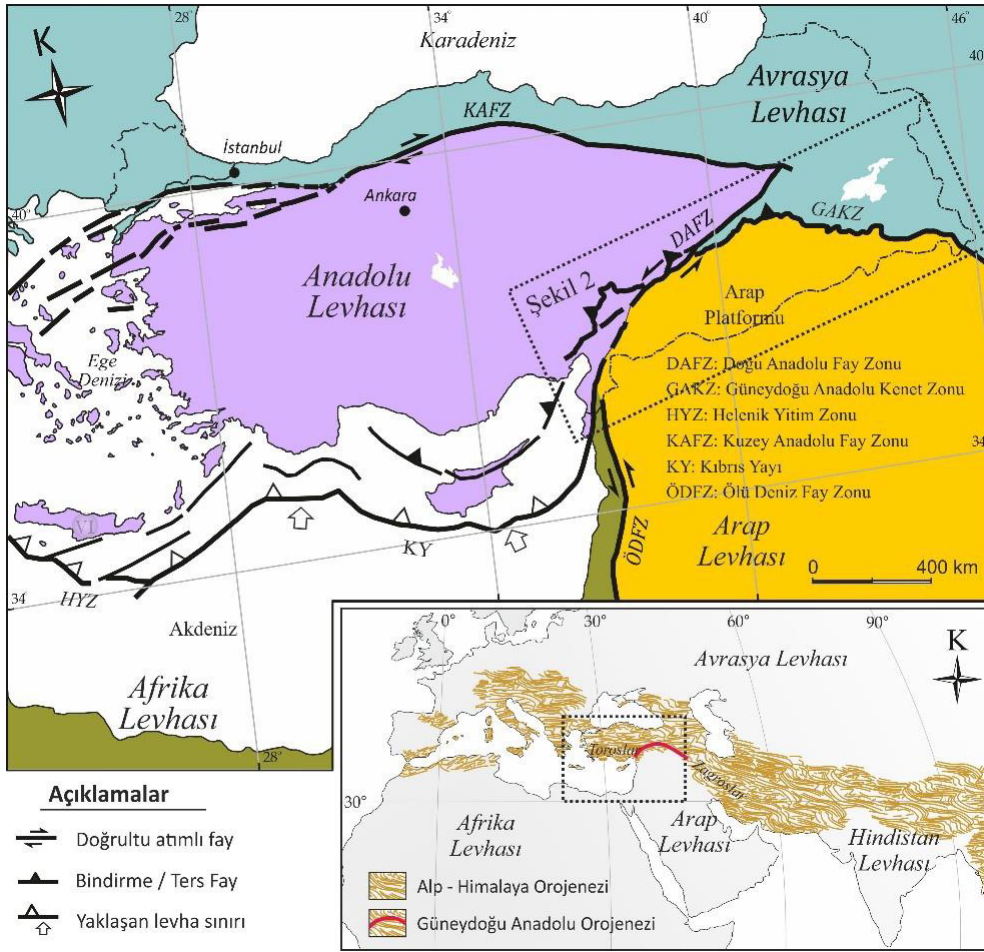 28°
34°
40°
46°
K
Karadeniz
40°
Avrasya
Levhası
KAFZ
İstanbul
Ankara
40°
GAKZ
DAFZ
Anadolu
Levhası
Şekil 2
Arap
Platformu
Ege
Denizi
DAFZ: Doğu Anadolu Fay Zonu
GAKZ: Güneydoğu Anadolu Kenet Zonu
HYZ: Helenik Yitim Zonu
KAFZ: Kuzey Anadolu Fay Zonu
KY: Kıbrıs Yayı
ÖDFZ: Ölü Deniz Fay Zonu
34°
KY
ÖDFZ
Arap
Levhası
0 400 km
HYZ
34
Akdeniz
Afrika
Levhası
28°
0°
30°
60°
90°
K
Avrasya Levhası
Toroslar
Zagroslar
30°
Afrika
Levhası
Arap
Levhası
Hindistan
Levhası
Alp - Himalaya Orojenezi
Güneydoğu Anadolu Orojenezi
Açıklamalar
Doğrultu atımlı fay
Bindirme / Ters Fay
Yaklaşan levha sınırı